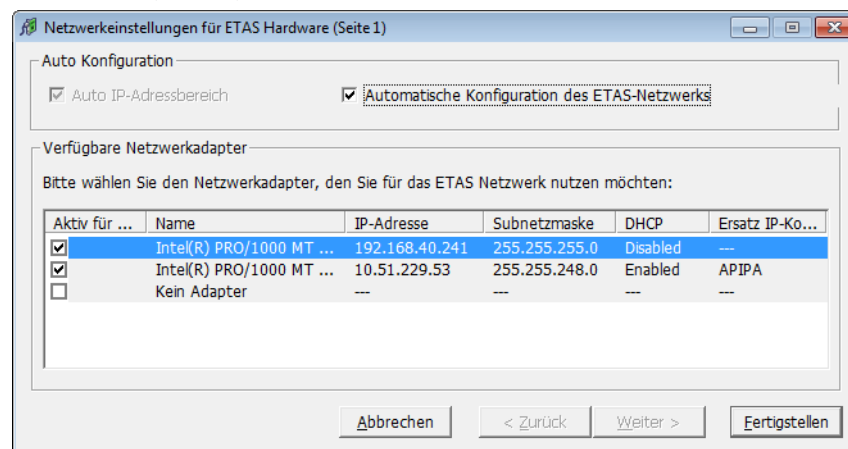 Netzwerkeinstellungen für ETAS Hardware (Seite 1)
Auto Konfiguration
Auto IP-Adressbereich Automatische Konfiguration des ETAS-Netzwerks
Verfügbare Netzwerkadapter
Bitte wählen Sie den Netzwerkadapter, den Sie für das ETAS Netzwerk nutzen möchten:
Aktiv für ... Name IP-Adresse Subnetzmaske DHCP Ersatz IP-Ko...
Intel(R) PRO/1000 MT ... 192.168.40.241 255.255.255.0 Disabled ---
Intel(R) PRO/1000 MT ... 10.51.229.53 255.255.248.0 Enabled APIPA
Kein Adapter --- --- --- ---
Abbrechen < Zurück Weiter > Fertigstellen